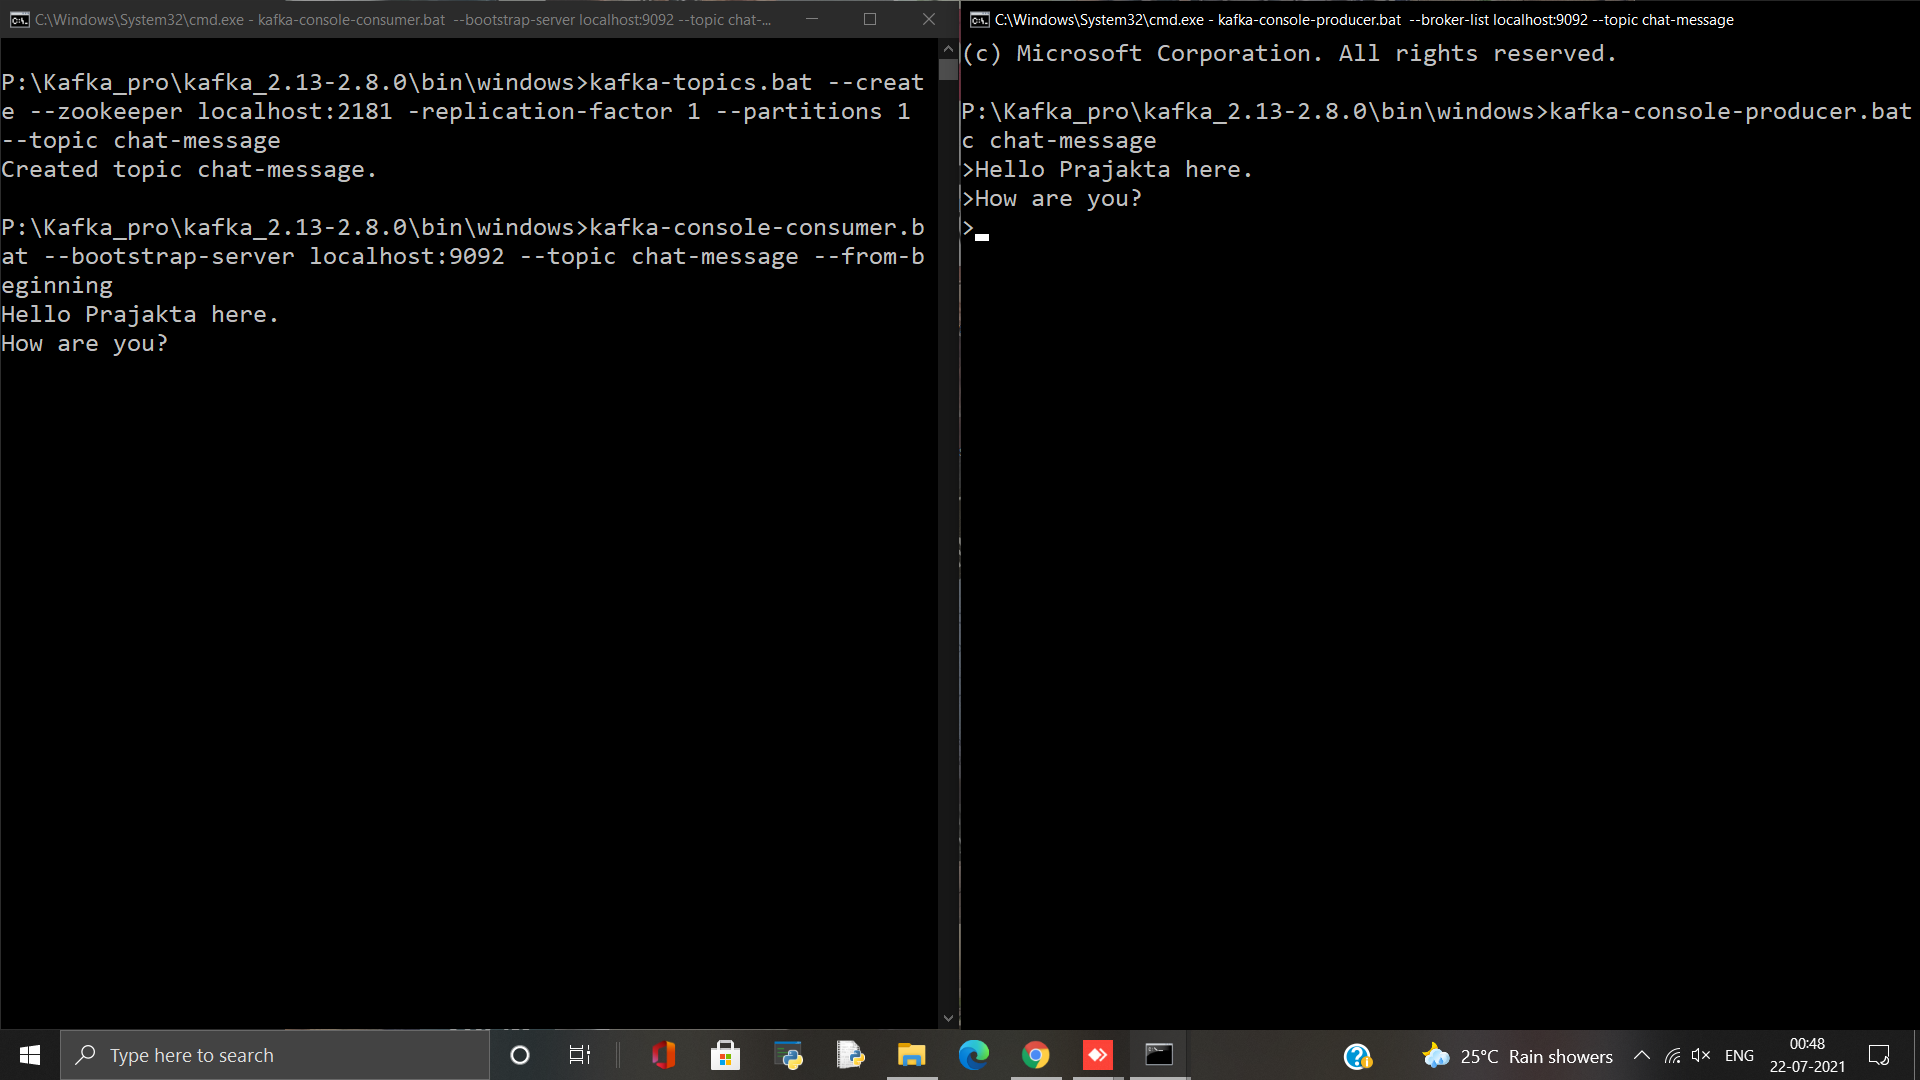 C:\Windows\System32\cmd.exe - kafka-console-consumer.bat  --bootstrap-server localhost:9092 --topic chat-...
P:\Kafka_pro\kafka_2.13-2.8.0\bin\windows>kafka-topics.bat --creat
e --zookeeper localhost:2181 -replication-factor 1 --partitions 1
--topic chat-message
Created topic chat-message.
P:\Kafka_pro\kafka_2.13-2.8.0\bin\windows>kafka-console-consumer.b
at --bootstrap-server localhost:9092 --topic chat-message --from-b
eginning
Hello Prajakta here.
How are you?
C:\Windows\System32\cmd.exe - kafka-console-producer.bat  --broker-list localhost:9092 --topic chat-message
(c) Microsoft Corporation. All rights reserved.
P:\Kafka_pro\kafka_2.13-2.8.0\bin\windows>kafka-console-producer.bat
c chat-message
>Hello Prajakta here.
>How are you?
>
Type here to search
25°C Rain showers
ENG
00:48
22-07-2021